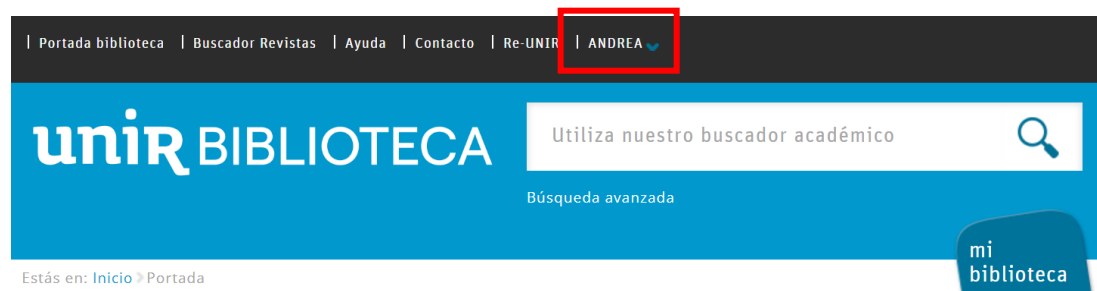 | Portada biblioteca | Buscador Revistas | Ayuda | Contacto | Re-UNIR | ANDREA
unir BIBLIOTECA
Utiliza nuestro buscador académico
Búsqueda avanzada
mi
biblioteca
Estás en: Inicio > Portada